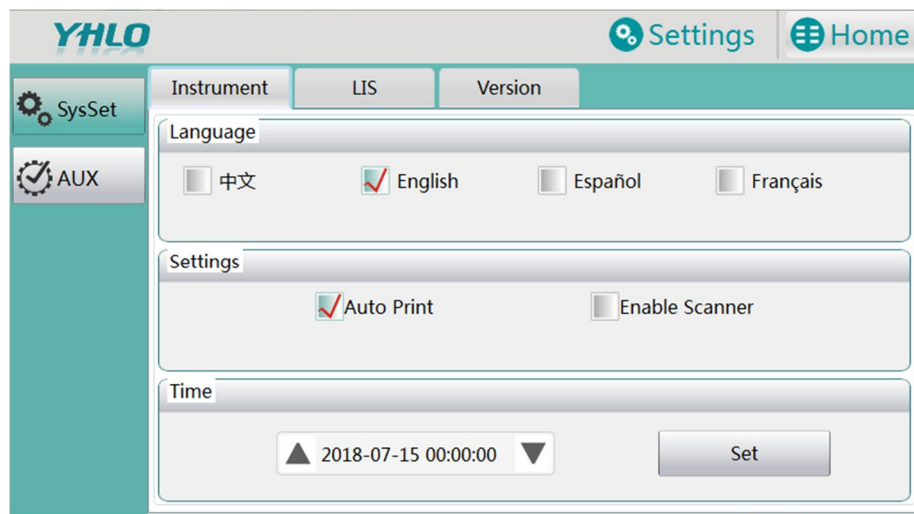 YHLO
Settings
Home
SysSet
AUX
Instrument
LIS
Version
Language
中文
English
Español
Français
Settings
Auto Print
Enable Scanner
Time
2018-07-15 00:00:00
Set